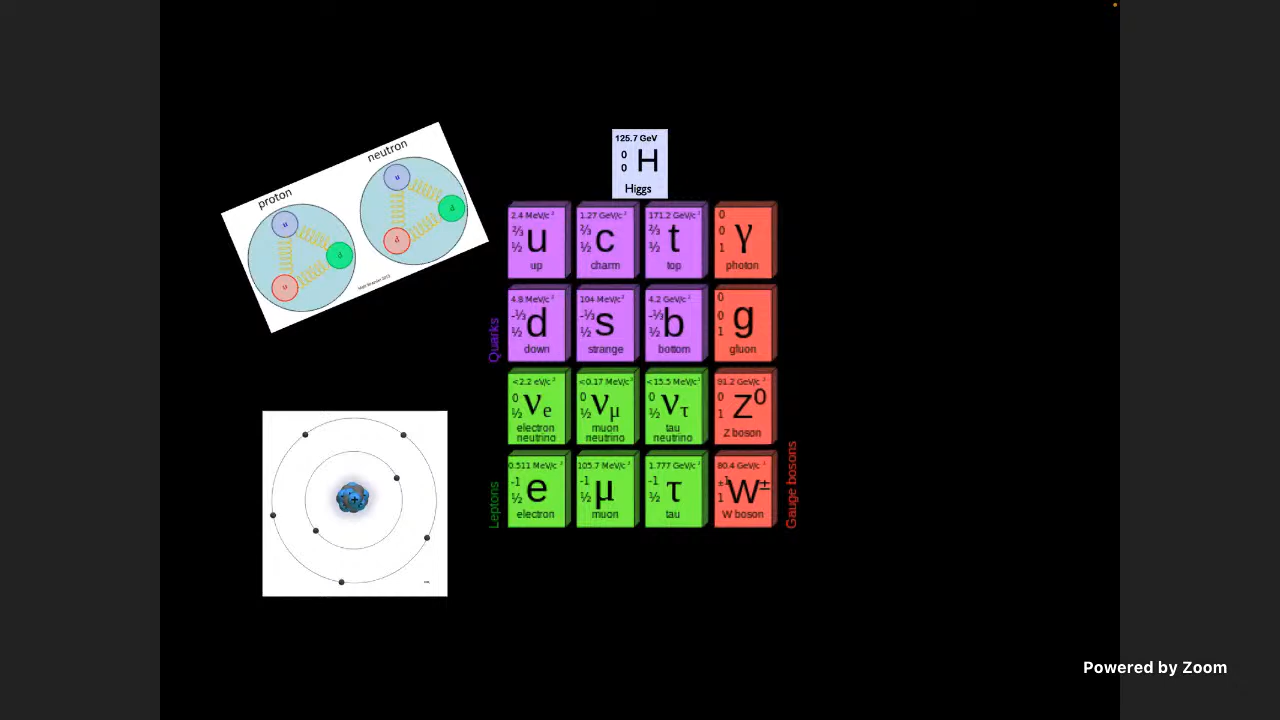 neutron
proton
u
d
u
d
d
u
125.7 GeV
0
0
H
Higgs
2.4 MeV/c²
⅔
½
u
up
1.27 GeV/c²
⅔
½
c
charm
171.2 GeV/c²
⅔
½
t
top
0
0
1
γ
photon
Quarks
4.8 MeV/c²
-⅓
½
d
down
104 MeV/c²
-⅓
½
s
strange
4.2 GeV/c²
-⅓
½
b
bottom
0
0
1
g
gluon
<2.2 eV/c²
0
½
νe
electron
neutrino
<0.17 MeV/c²
0
½
νμ
muon
neutrino
<15.5 MeV/c²
0
½
ντ
tau
neutrino
91.2 GeV/c²
0
1
Z⁰
Z boson
Leptons
0.511 MeV/c²
-1
½
e
electron
105.7 MeV/c²
-1
½
μ
muon
1.777 GeV/c²
-1
½
τ
tau
80.4 GeV/c²
±1
1
W±
W boson
Gauge bosons
+
Powered by Zoom